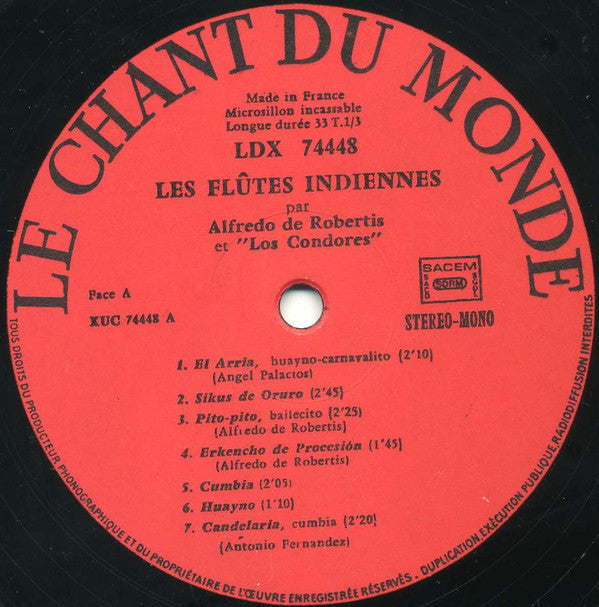 LE CHANT DU MONDE
Made in France
Microsillon incassable
Longue durée 33 T.1/3
LDX 74448
LES FLÛTES INDIENNES
par
Alfredo de Robertis
et "Los Condores"
Face A
XUC 74448 A
SACEM
SACD
SDRM
SGDL
STEREO-MONO
1. El Arria, huayno-carnavalito (2'10)
(Angel Palacios)
2. Sikus de Oruro (2'45)
3. Pito-pito, bailecito (2'25)
(Alfredo de Robertis)
4. Erkencho de Procesión (1'45)
(Alfredo de Robertis)
5. Cumbia (2'05)
6. Huayno (1'10)
7. Candelaria, cumbia (2'20)
(Antonio Fernandez)
TOUS DROITS DU PRODUCTEUR PHONOGRAPHIQUE ET DU PROPRIÉTAIRE DE L'ŒUVRE ENREGISTRÉE RÉSERVÉS. DUPLICATION EXÉCUTION PUBLIQUE, RADIODIFFUSION INTERDITES